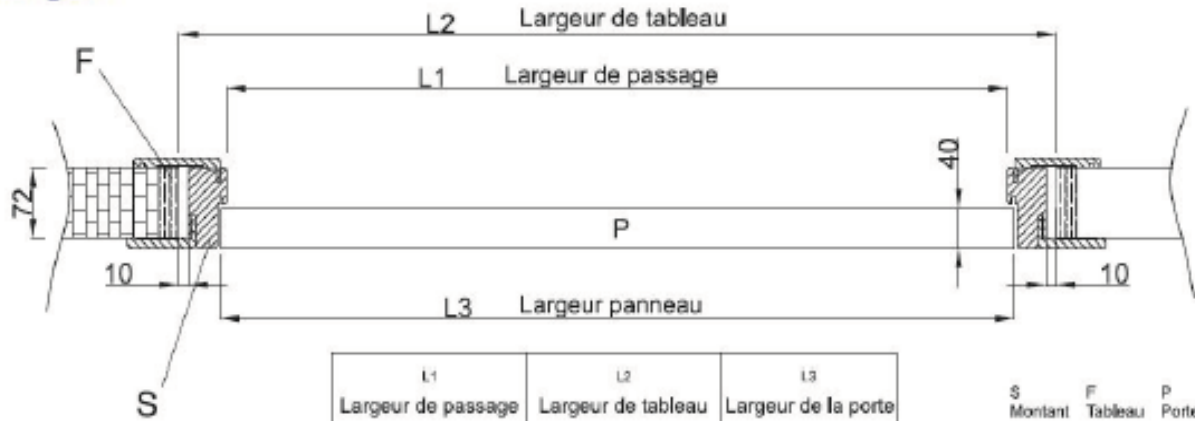 L2 Largeur de tableau
F
L1 Largeur de passage
40
72
P
10
10
L3 Largeur panneau
S
L1 L2 L3
Largeur de passage Largeur de tableau Largeur de la porte
S F P
Montant Tableau Porte